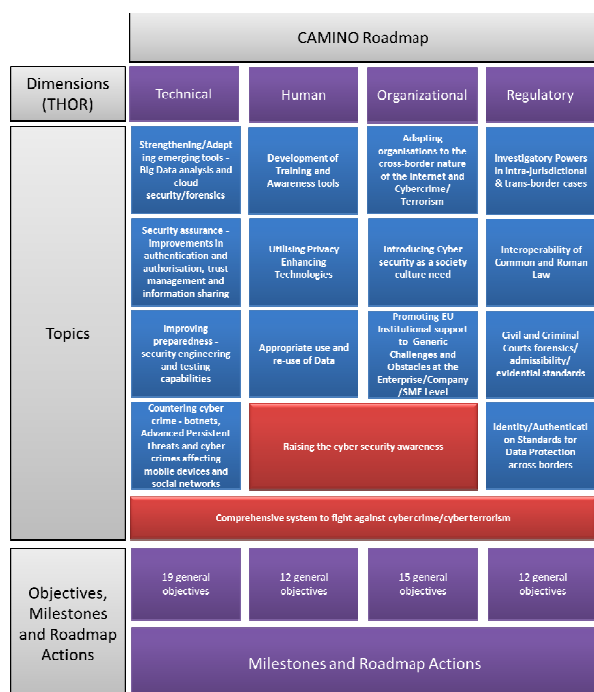 CAMINO Roadmap
Dimensions
(THOR)
Technical
Human
Organizational
Regulatory
Topics
Strengthening/Adapt
ing emerging tools -
Big Data analysis and
cloud
security/forensics
Development of
Training and
Awareness tools
Adapting
organisations to the
cross-border nature
of the Internet and
Cybercrime/
Terrorism
Investigatory Powers
in Intra-jurisdictional
& trans-border cases
Security assurance -
improvements in
authentication and
authorisation, trust
management and
information sharing
Utilising Privacy
Enhancing
Technologies
Introducing Cyber
security as a society
culture need
Interoperability of
Common and Roman
Law
Improving
preparedness -
security engineering
and testing
capabilities
Appropriate use and
re-use of Data
Promoting EU
Institutional support
to Generic
Challenges and
Obstacles at the
Enterprise/Company
/SME Level
Civil and Criminal
Courts forensics/
admissibility/
evidential standards
Countering cyber
crime - botnets,
Advanced Persistent
Threats and cyber
crimes affecting
mobile devices and
social networks
Raising the cyber security awareness
Identity/Authenticati
on Standards for
Data Protection
across borders
Comprehensive system to fight against cybercrime/cyber terrorism
Objectives,
Milestones
and Roadmap
Actions
19 general
objectives
12 general
objectives
15 general
objectives
12 general
objectives
Milestones and Roadmap Actions